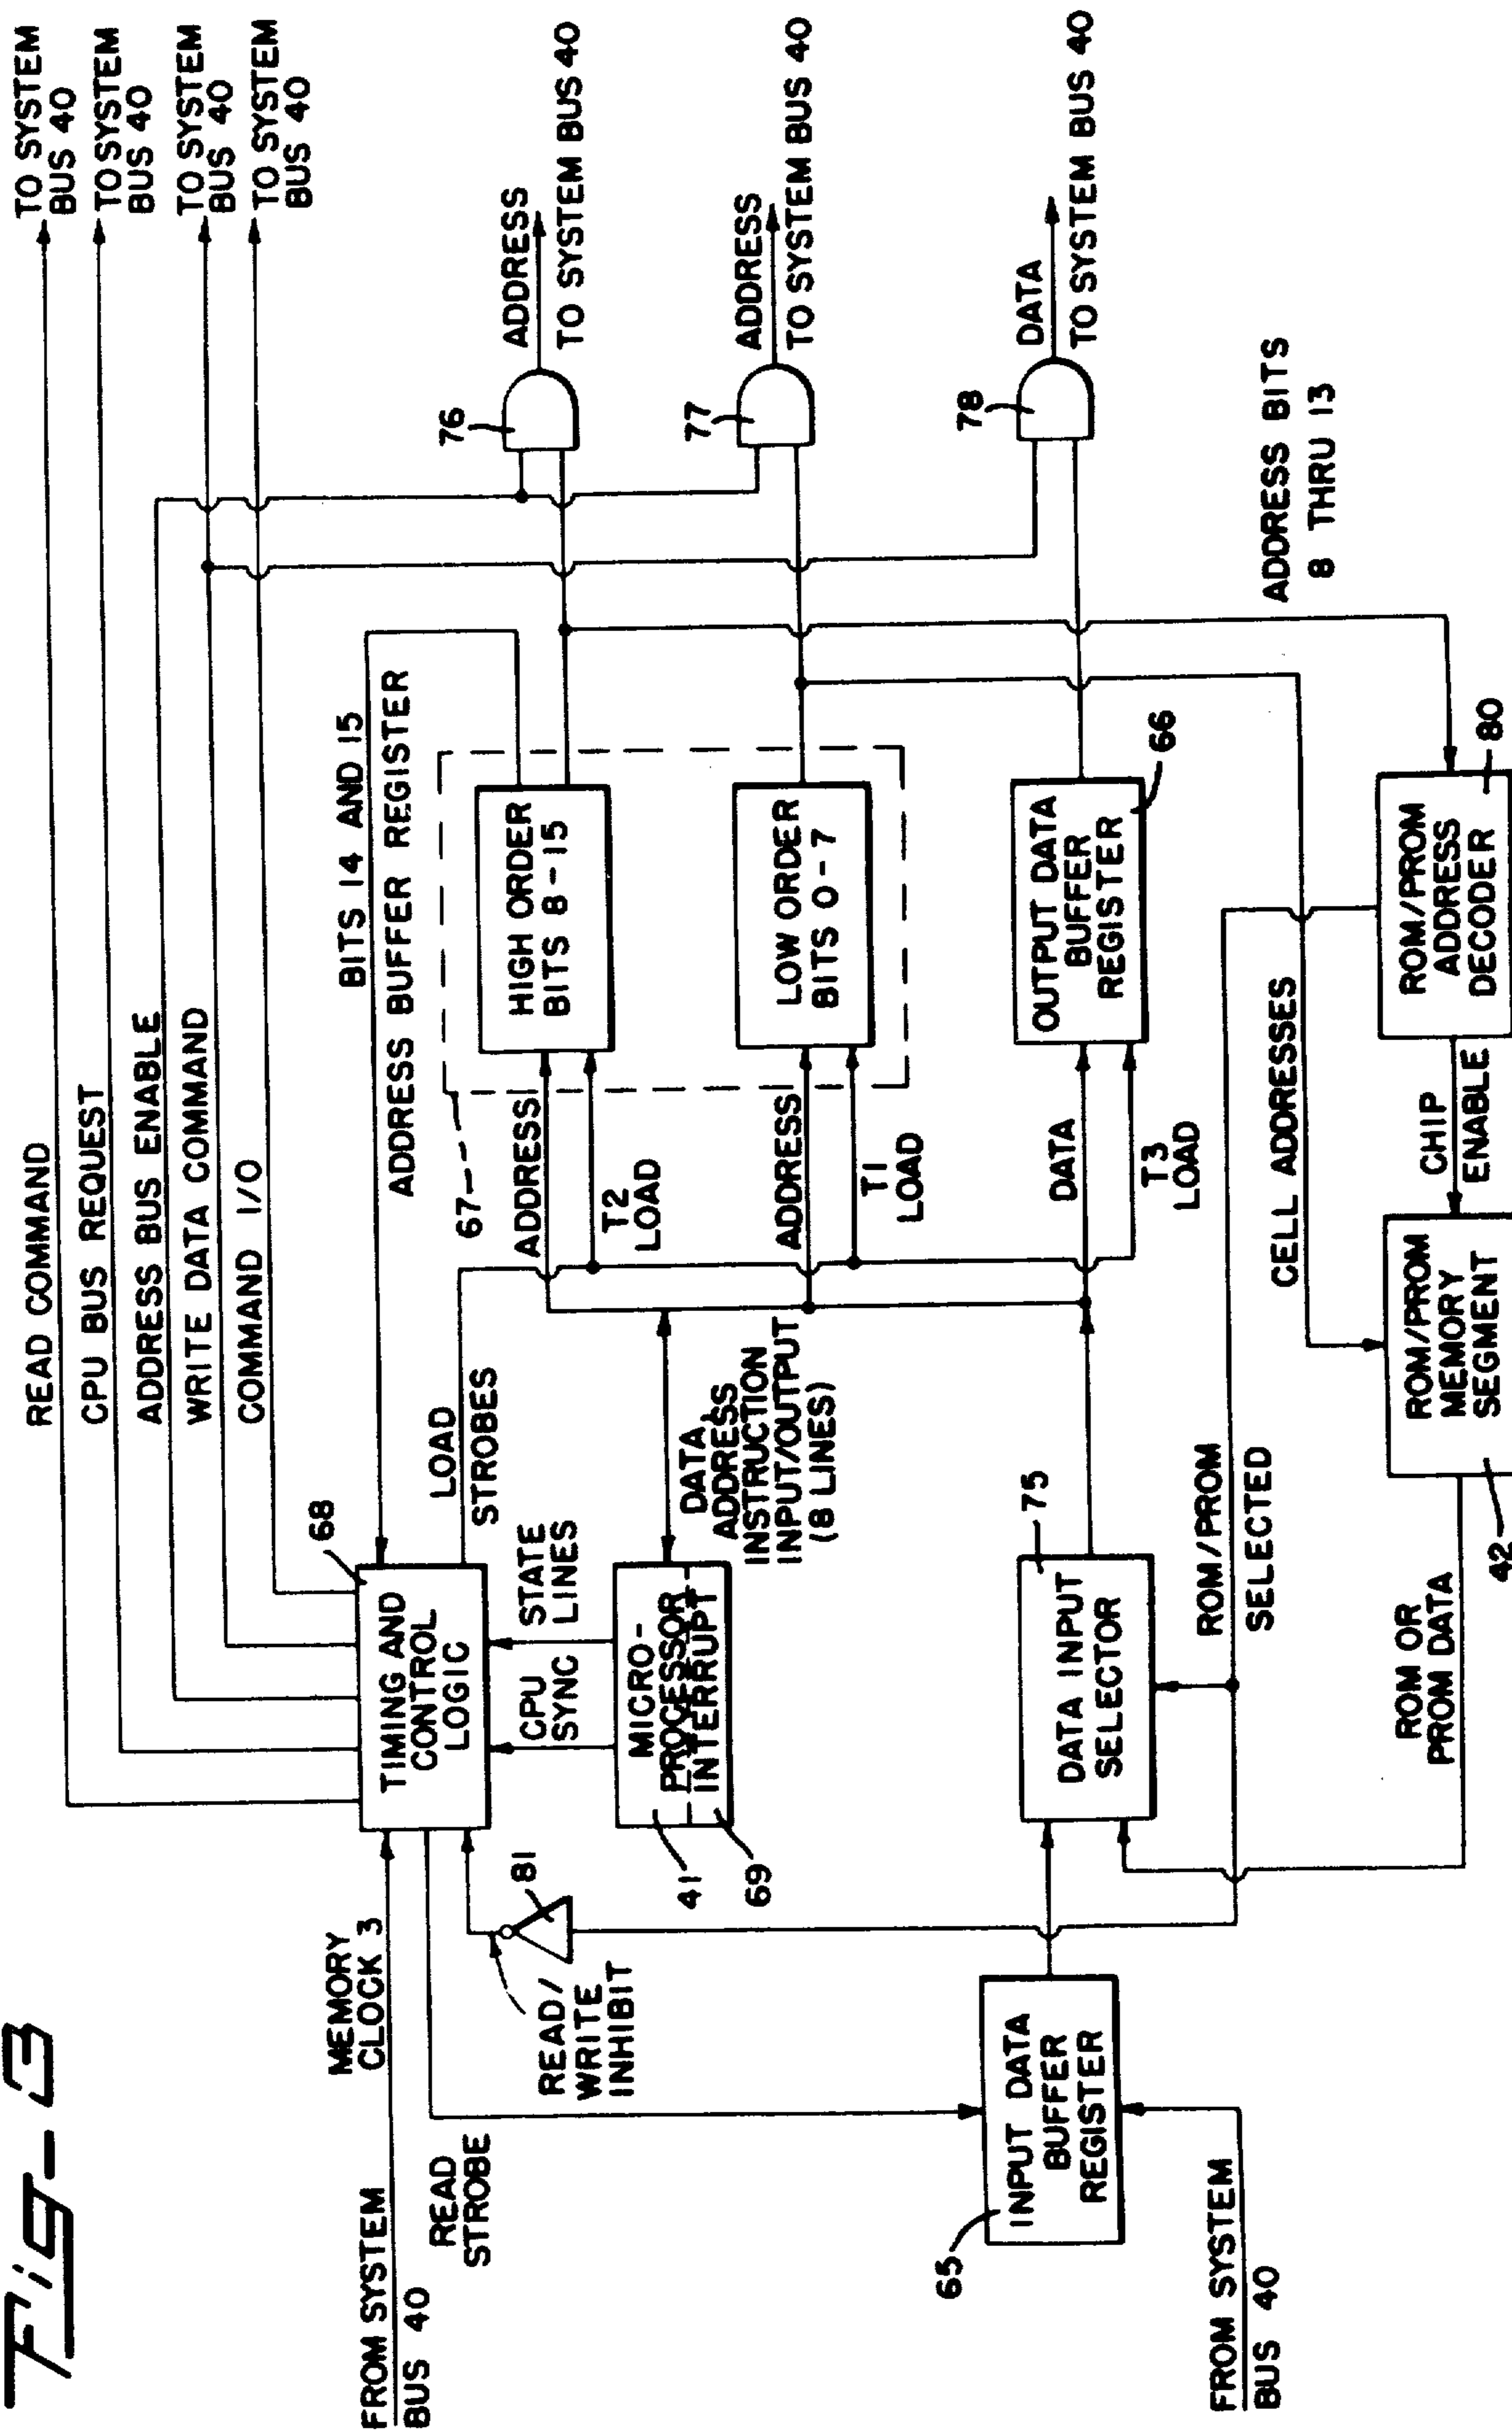 Fig-3
READ COMMAND
TO SYSTEM
BUS 40
CPU BUS REQUEST
TO SYSTEM
BUS 40
ADDRESS BUS ENABLE
WRITE DATA COMMAND
TO SYSTEM
BUS 40
COMMAND I/O
TO SYSTEM
BUS 40
FROM SYSTEM
BUS 40
MEMORY
CLOCK 3
READ
STROBE
68
TIMING AND
CONTROL
LOGIC
BITS 14 AND 15
ADDRESS BUFFER REGISTER
LOAD
STROBES
READ/
WRITE
INHIBIT
81
CPU
SYNC
STATE
LINES
MICRO-
PROCESSOR
INTERRUPT
41
69
DATA,
ADDRESS
INSTRUCTION
INPUT/OUTPUT
(8 LINES)
67
ADDRESS
T2
LOAD
HIGH ORDER
BITS 8-15
76
ADDRESS
TO SYSTEM BUS 40
ADDRESS
T1
LOAD
LOW ORDER
BITS 0-7
77
ADDRESS
TO SYSTEM BUS 40
65
INPUT DATA
BUFFER
REGISTER
FROM SYSTEM
BUS 40
75
DATA INPUT
SELECTOR
DATA
T3
LOAD
OUTPUT DATA
BUFFER
REGISTER
66
78
DATA
TO SYSTEM BUS 40
ROM/PROM
SELECTED
CELL ADDRESSES
ADDRESS BITS
8 THRU 13
ROM OR
PROM DATA
ROM/PROM
MEMORY
SEGMENT
42
CHIP
ENABLE
ROM/PROM
ADDRESS
DECODER
80